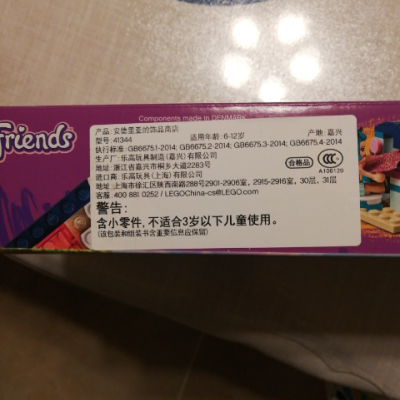 Friends
Components made in DENMARK
产品: 安德里亚的饰品商店
型号: 41344 适用年龄: 6-12岁 产地: 嘉兴
执行标准: GB6675.1-2014; GB6675.2-2014; GB6675.3-2014; GB6675.4-2014
生产厂: 乐高玩具制造(嘉兴)有限公司
地址: 浙江省嘉兴市桐乡大道2283号
进口商: 乐高玩具(上海)有限公司
合格品 CCC A106129
地址: 上海市徐汇区陕西南路288号2901-2906室, 2915-2916室, 30层、31层
客服: 400 881 0252 / LEGOChina-cs@LEGO.com
警告:
含小零件, 不适合3岁以下儿童使用。
(该包装和组装书含重要信息应保留)